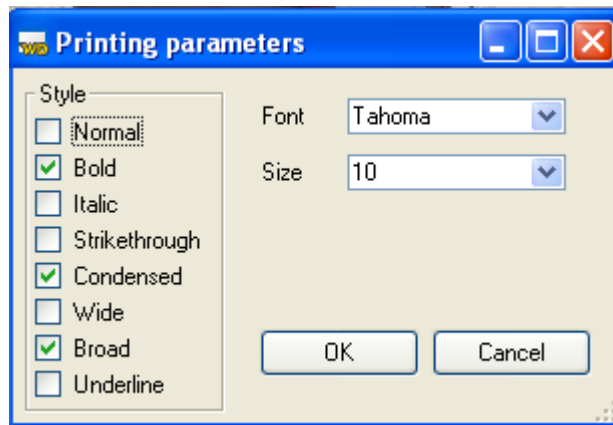 Printing parameters
Style
Normal
Bold
Italic
Strikethrough
Condensed
Wide
Broad
Underline
Font Tahoma
Size 10
OK Cancel